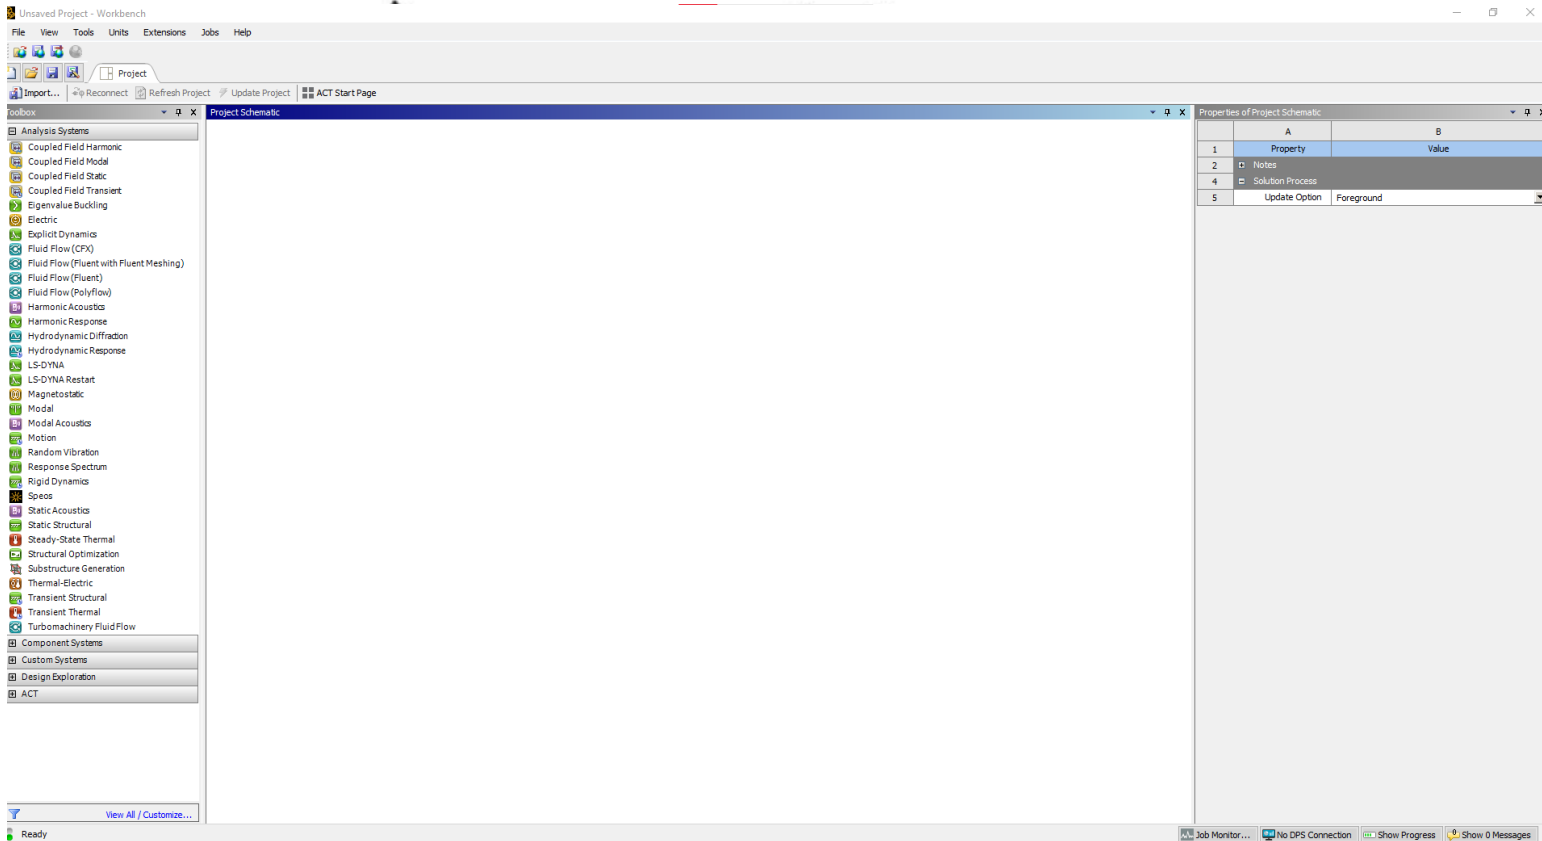 Unsaved Project - Workbench
File View Tools Units Extensions Jobs Help
Project
Import... Reconnect Refresh Project Update Project ACT Start Page
Toolbox
Analysis Systems
Coupled Field Harmonic
Coupled Field Modal
Coupled Field Static
Coupled Field Transient
Eigenvalue Buckling
Electric
Explicit Dynamics
Fluid Flow (CFX)
Fluid Flow (Fluent with Fluent Meshing)
Fluid Flow (Fluent)
Fluid Flow (Polyflow)
Harmonic Acoustics
Harmonic Response
Hydrodynamic Diffraction
Hydrodynamic Response
LS-DYNA
LS-DYNA Restart
Magnetostatic
Modal
Modal Acoustics
Motion
Random Vibration
Response Spectrum
Rigid Dynamics
Speos
Static Acoustics
Static Structural
Steady-State Thermal
Structural Optimization
Substructure Generation
Thermal-Electric
Transient Structural
Transient Thermal
Turbomachinery Fluid Flow
Component Systems
Custom Systems
Design Exploration
ACT
View All / Customize...
Project Schematic
Properties of Project Schematic
A B
1 Property Value
2 Notes
4 Solution Process
5 Update Option Foreground
Ready
Job Monitor... No DPS Connection Show Progress 0 Show 0 Messages